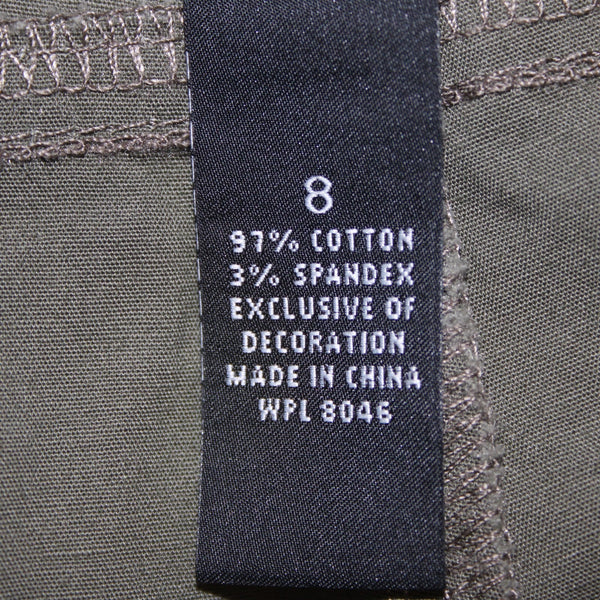 8
97% COTTON
3% SPANDEX
EXCLUSIVE OF
DECORATION
MADE IN CHINA
WPL 8046